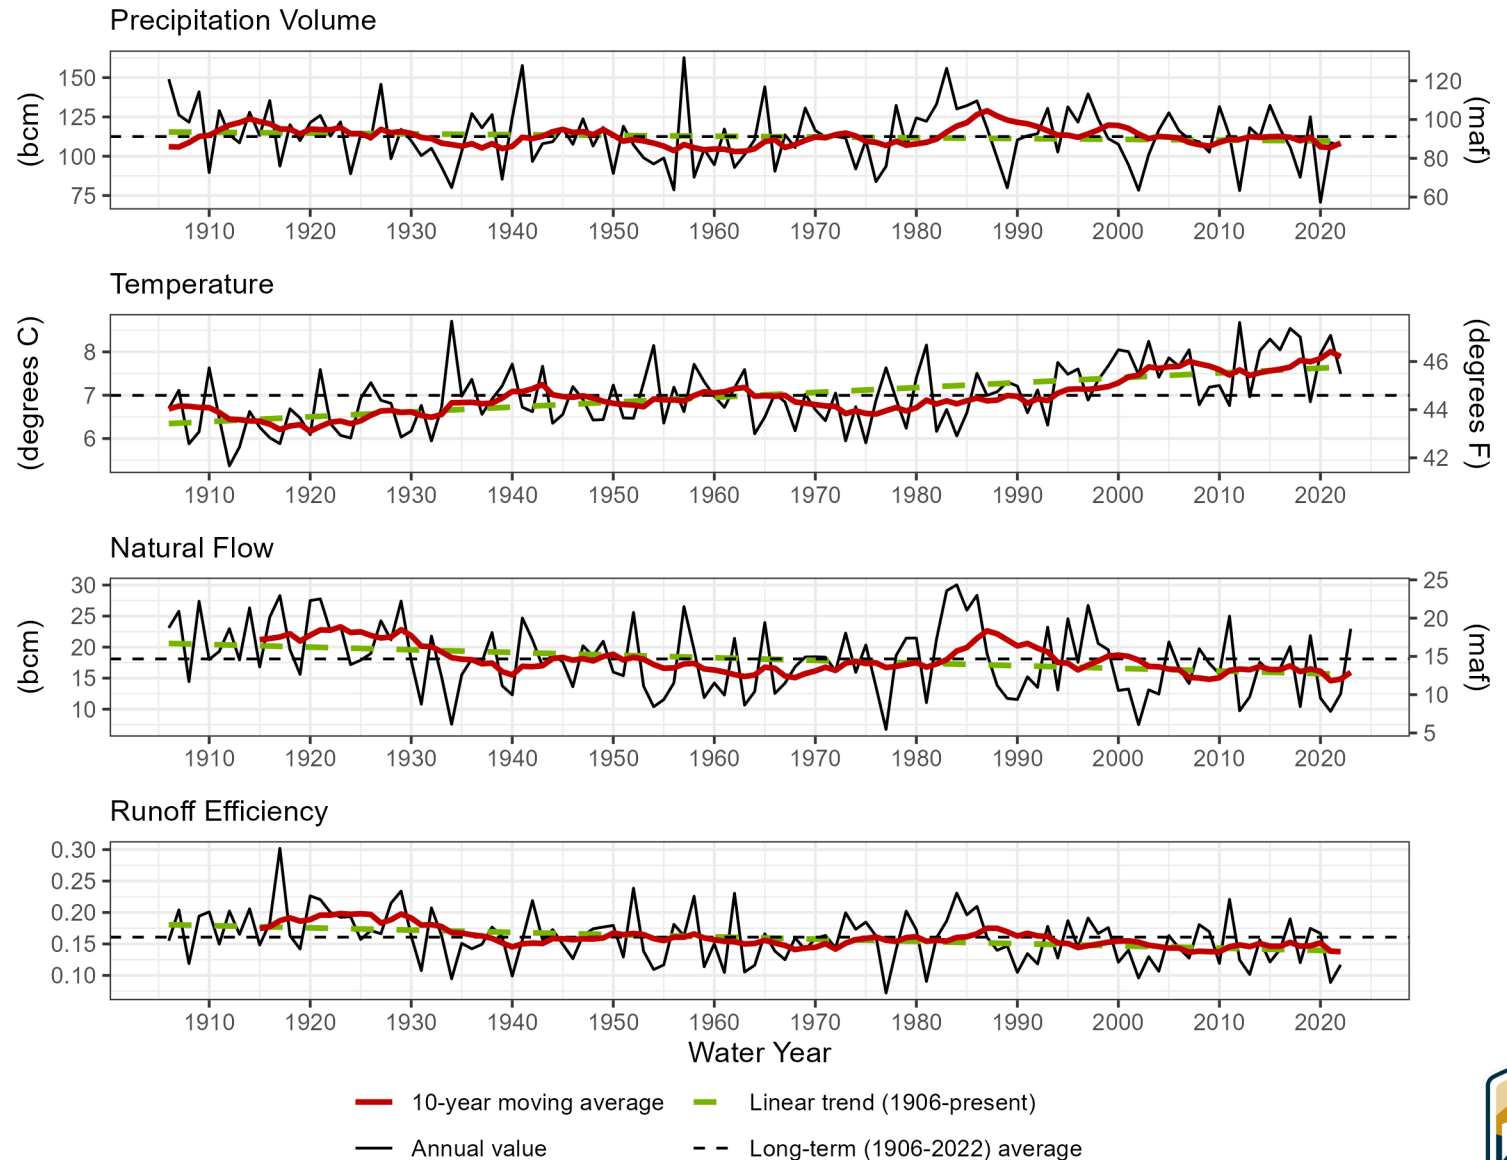 Precipitation Volume
(bcm)
150
125
100
75
120
100
80
60
(maf)
1910 1920 1930 1940 1950 1960 1970 1980 1990 2000 2010 2020
Temperature
(degrees C)
8
7
6
46
44
42
(degrees F)
1910 1920 1930 1940 1950 1960 1970 1980 1990 2000 2010 2020
Natural Flow
(bcm)
30
25
20
15
10
25
20
15
10
5
(maf)
1910 1920 1930 1940 1950 1960 1970 1980 1990 2000 2010 2020
Runoff Efficiency
0.30
0.25
0.20
0.15
0.10
1910 1920 1930 1940 1950 1960 1970 1980 1990 2000 2010 2020
Water Year
10-year moving average
Linear trend (1906-present)
Annual value
Long-term (1906-2022) average